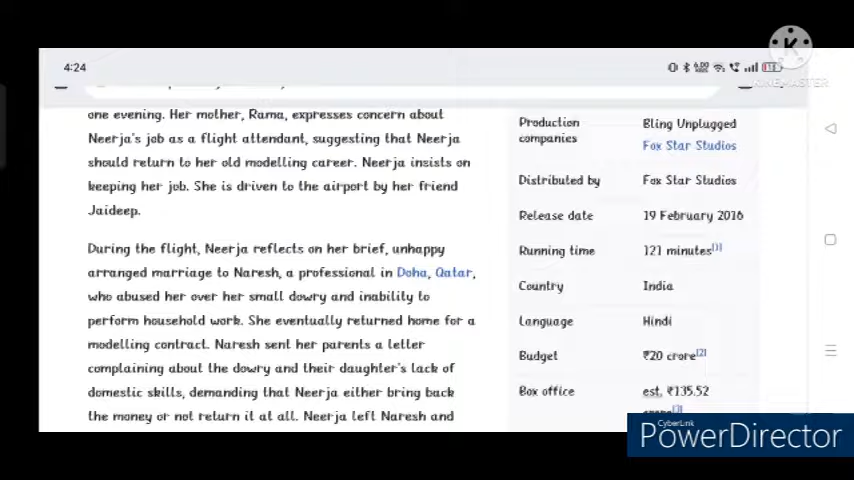 4:24
KINEMASTER
one evening. Her mother, Rama, expresses concern about
Neerja's job as a flight attendant, suggesting that Neerja
should return to her old modelling career. Neerja insists on
keeping her job. She is driven to the airport by her friend
Jaideep.
During the flight, Neerja reflects on her brief, unhappy
arranged marriage to Naresh, a professional in Doha, Qatar,
who abused her over her small dowry and inability to
perform household work. She eventually returned home for a
modelling contract. Naresh sent her parents a letter
complaining about the dowry and their daughter's lack of
domestic skills, demanding that Neerja either bring back
the money or not return it at all. Neerja left Naresh and
Production companies
Bling Unplugged
Fox Star Studios
Distributed by
Fox Star Studios
Release date
19 February 2016
Running time
121 minutes[1]
Country
India
Language
Hindi
Budget
₹20 crore[2]
Box office
est. ₹135.52
CyberLink
PowerDirector